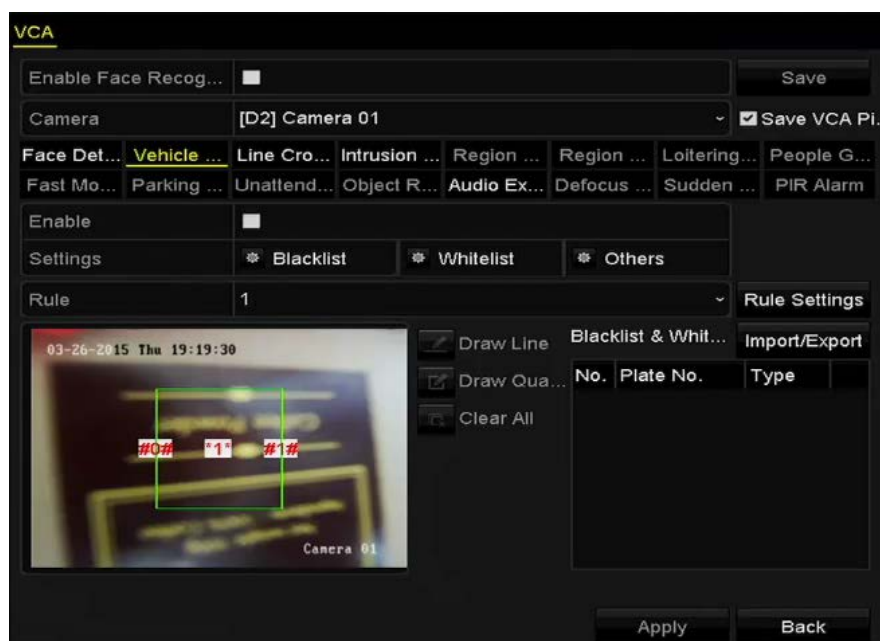 VCA
Enable Face Recog... Save
Camera [D2] Camera 01 Save VCA Pi.
Face Det... Vehicle ... Line Cro... Intrusion ... Region ... Region ... Loitering... People G...
Fast Mo... Parking ... Unattend... Object R... Audio Ex... Defocus ... Sudden ... PIR Alarm
Enable
Settings Blacklist Whitelist Others
Rule 1 Rule Settings
03-26-2015 Thu 19:19:30 Draw Line Blacklist & Whit... Import/Export
Draw Qua... No. Plate No. Type
Clear All
#0# *1* #1#
Camera 01
Apply Back